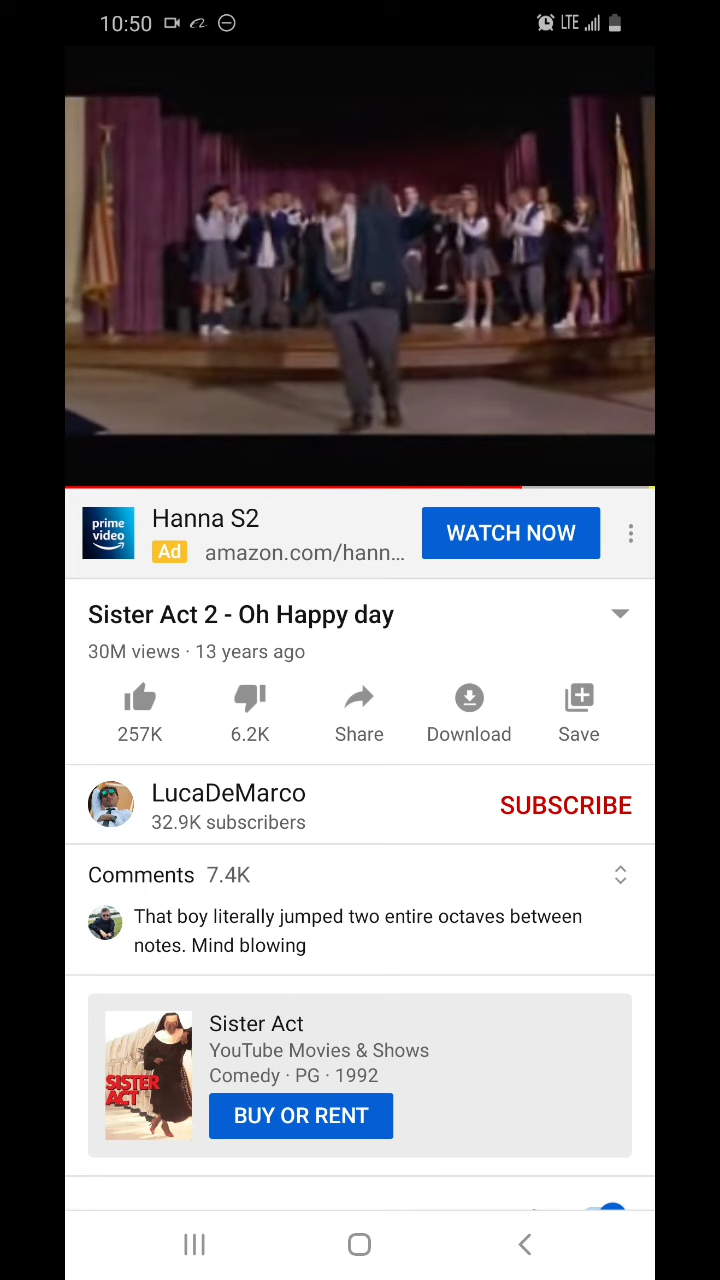 10:50
LTE
prime
video
Hanna S2
Ad amazon.com/hann...
WATCH NOW
Sister Act 2 - Oh Happy day
30M views · 13 years ago
257K
6.2K
Share
Download
Save
LucaDeMarco
32.9K subscribers
SUBSCRIBE
Comments 7.4K
That boy literally jumped two entire octaves between
notes. Mind blowing
SISTER
ACT
Sister Act
YouTube Movies & Shows
Comedy · PG · 1992
BUY OR RENT